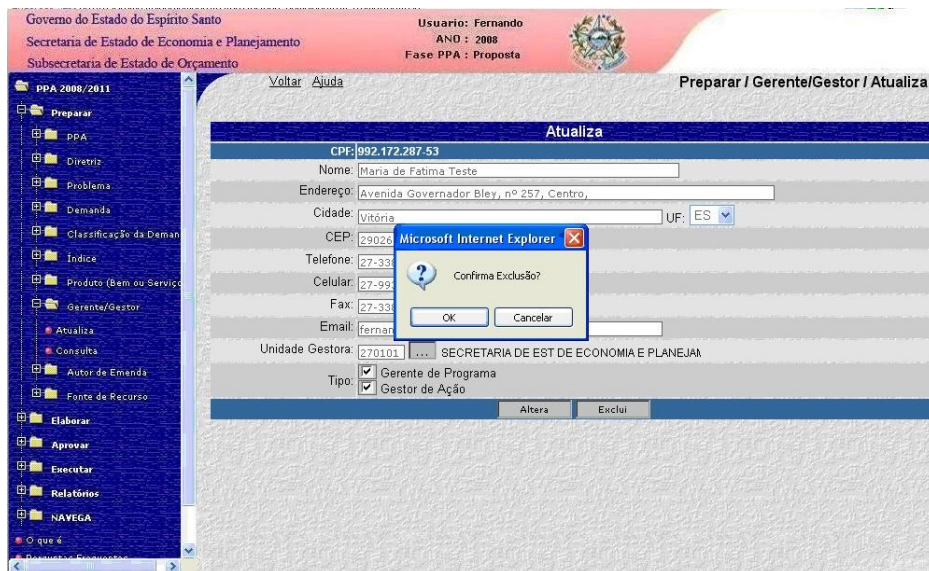 Governo do Estado do Espírito Santo
Secretaria de Estado de Economia e Planejamento
Subsecretaria de Estado de Orçamento
Usuario: Fernando
ANO : 2008
Fase PPA : Proposta
PPA 2008/2011
Preparar
PPA
Diretriz
Problema
Demanda
Classificação da Deman
Índice
Produto (Bem ou Serviço
Gerente/Gestor
Atualiza
Consulta
Autor de Emenda
Fonte de Recurso
Elaborar
Aprovar
Executar
Relatórios
NAVEGA
O que é
Perguntas Frequentes
Voltar Ajuda
Preparar / Gerente/Gestor / Atualiza
Atualiza
CPF: 992.172.287-53
Nome: Maria de Fatima Teste
Endereço: Avenida Governador Bley, nº 257, Centro,
Cidade: Vitória UF: ES
CEP: 29026
Telefone: 27-338
Celular: 27-99
Fax: 27-338
Email: fernan
Unidade Gestora: 270101 ... SECRETARIA DE EST DE ECONOMIA E PLANEJAM
Tipo: Gerente de Programa
Gestor de Ação
Altera Exclui
Microsoft Internet Explorer
Confirma Exclusão?
OK Cancelar